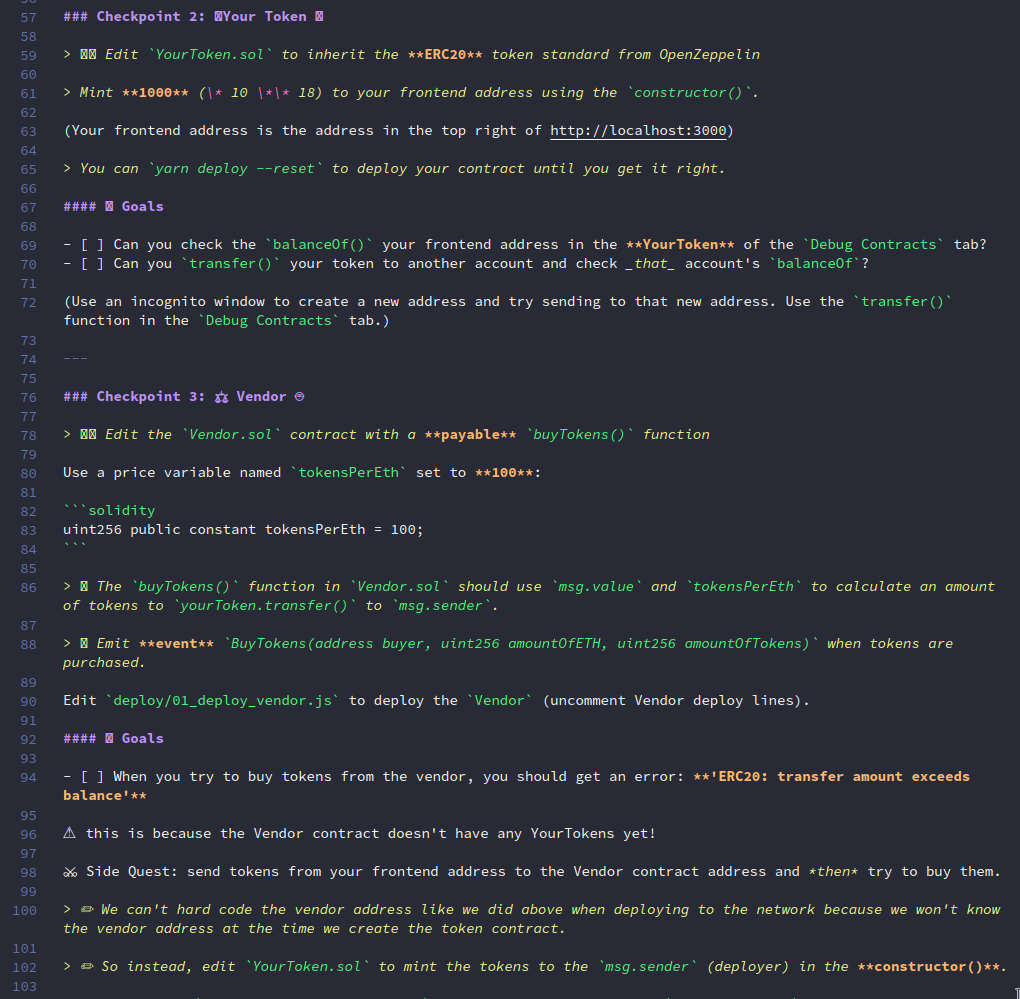 57 ### Checkpoint 2: Your Token
58
59 > Edit `YourToken.sol` to inherit the **ERC20** token standard from OpenZeppelin
60
61 > Mint **1000** (\* 10 \*\* 18) to your frontend address using the `constructor()`.
62
63 (Your frontend address is the address in the top right of http://localhost:3000)
64
65 > You can `yarn deploy --reset` to deploy your contract until you get it right.
66
67 #### Goals
68
69 - [ ] Can you check the `balanceOf()` your frontend address in the **YourToken** of the `Debug Contracts` tab?
70 - [ ] Can you `transfer()` your token to another account and check _that_ account's `balanceOf`?
71
72 (Use an incognito window to create a new address and try sending to that new address. Use the `transfer()`
function in the `Debug Contracts` tab.)
73
74 ---
75
76 ### Checkpoint 3: ⚖ Vendor 🤖
77
78 > Edit the `Vendor.sol` contract with a **payable** `buyTokens()` function
79
80 Use a price variable named `tokensPerEth` set to **100**:
81
82 ```solidity
83 uint256 public constant tokensPerEth = 100;
84 ```
85
86 > The `buyTokens()` function in `Vendor.sol` should use `msg.value` and `tokensPerEth` to calculate an amount
of tokens to `yourToken.transfer()` to `msg.sender`.
87
88 > Emit **event** `BuyTokens(address buyer, uint256 amountOfETH, uint256 amountOfTokens)` when tokens are
purchased.
89
90 Edit `deploy/01_deploy_vendor.js` to deploy the `Vendor` (uncomment Vendor deploy lines).
91
92 #### Goals
93
94 - [ ] When you try to buy tokens from the vendor, you should get an error: **'ERC20: transfer amount exceeds
balance'**
95
96 ⚠ this is because the Vendor contract doesn't have any YourTokens yet!
97
98 ⚔ Side Quest: send tokens from your frontend address to the Vendor contract address and *then* try to buy them.
99
100 > ✏ We can't hard code the vendor address like we did above when deploying to the network because we won't know
the vendor address at the time we create the token contract.
101
102 > ✏ So instead, edit `YourToken.sol` to mint the tokens to the `msg.sender` (deployer) in the **constructor()**.
103